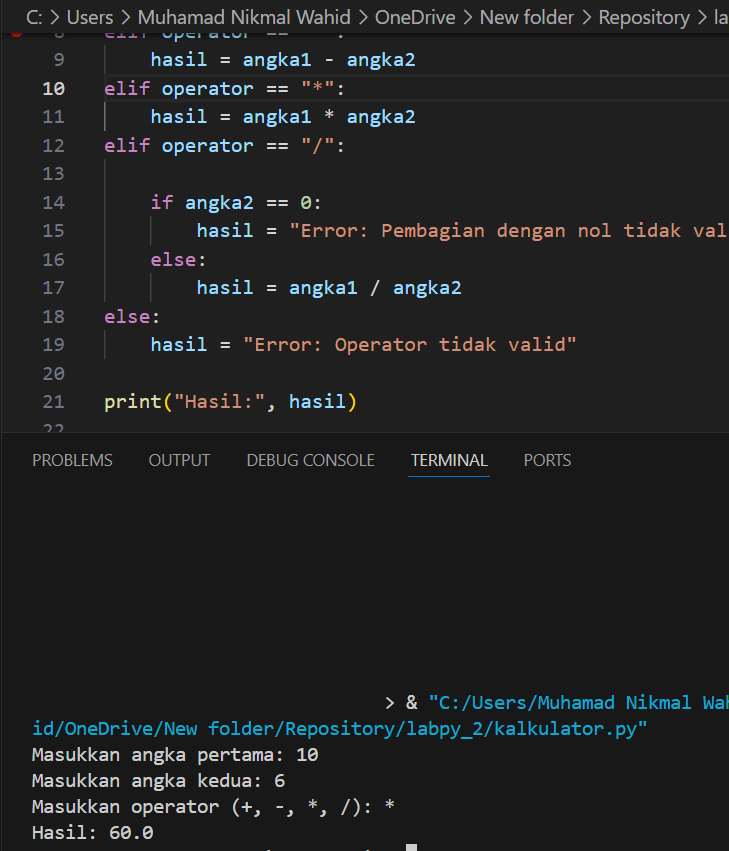 C: > Users > Muhamad Nikmal Wahid > OneDrive > New folder > Repository > la
8 elif operator ==
9 hasil = angka1 - angka2
10 elif operator == "*":
11 hasil = angka1 * angka2
12 elif operator == "/":
13
14 if angka2 == 0:
15 hasil = "Error: Pembagian dengan nol tidak val
16 else:
17 hasil = angka1 / angka2
18 else:
19 hasil = "Error: Operator tidak valid"
20
21 print("Hasil:", hasil)
22
PROBLEMS OUTPUT DEBUG CONSOLE TERMINAL PORTS
> & "C:/Users/Muhamad Nikmal Wah
id/OneDrive/New folder/Repository/labpy_2/kalkulator.py"
Masukkan angka pertama: 10
Masukkan angka kedua: 6
Masukkan operator (+, -, *, /): *
Hasil: 60.0